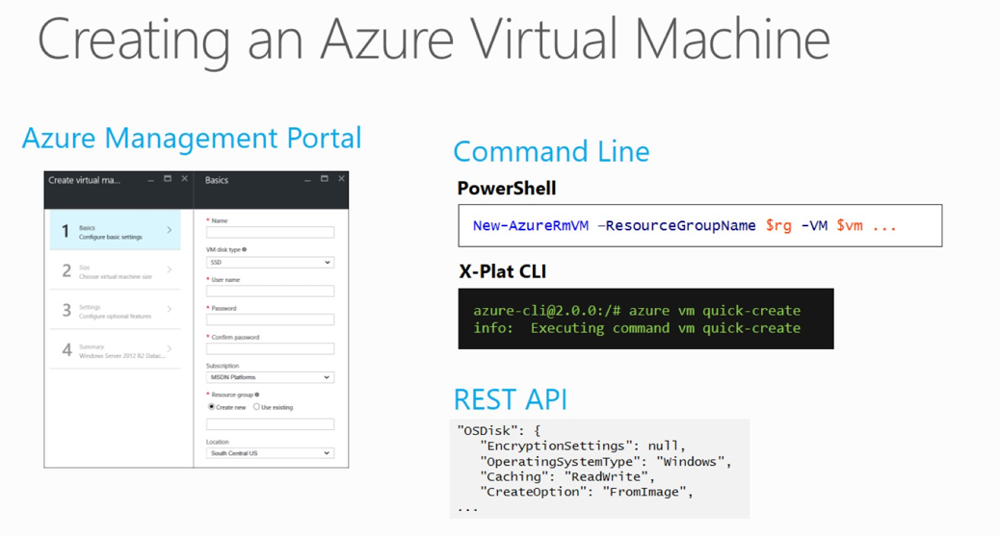 Creating an Azure Virtual Machine
Azure Management Portal
Create virtual ma...
Basics
1
Basics
Configure basic settings
2
Size
Choose virtual machine size
3
Settings
Configure optional features
4
Summary
Windows Server 2012 R2 Datac...
* Name
VM disk type
SSD
* User name
* Password
* Confirm password
Subscription
MSDN Platforms
* Resource group
Create new Use existing
Location
South Central US
Command Line
PowerShell
New-AzureRmVM –ResourceGroupName $rg -VM $vm ...
X-Plat CLI
azure-cli@2.0.0:/# azure vm quick-create
info:  Executing command vm quick-create
REST API
"OSDisk": {
"EncryptionSettings": null,
"OperatingSystemType": "Windows",
"Caching": "ReadWrite",
"CreateOption": "FromImage",
...